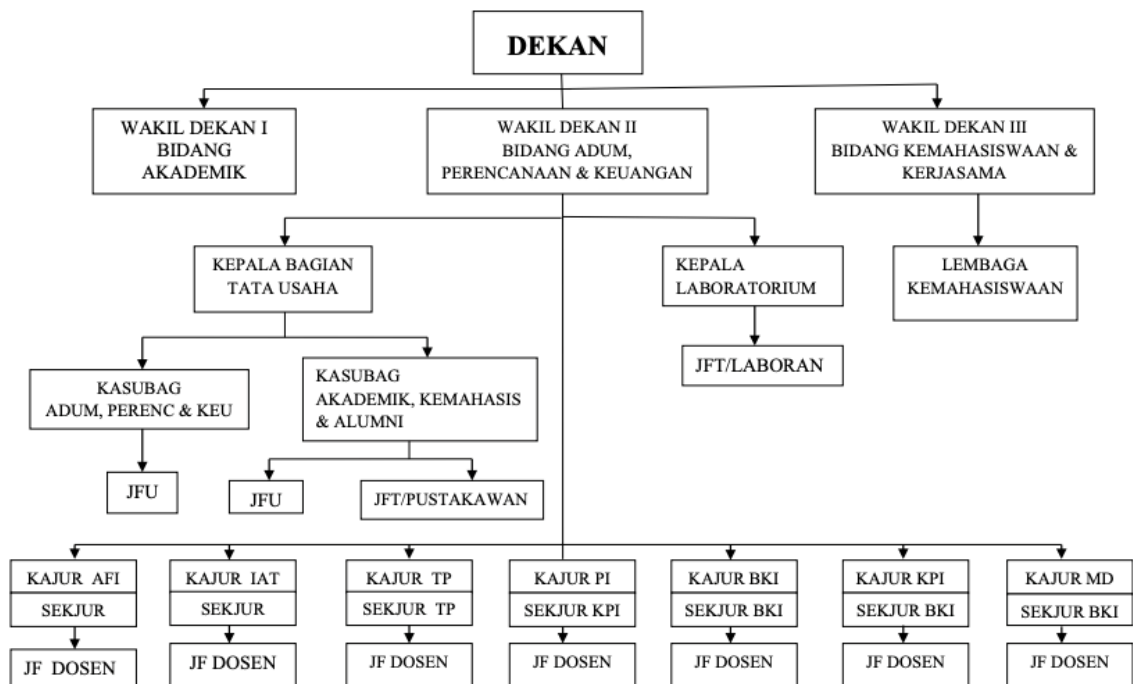 DEKAN
WAKIL DEKAN I
BIDANG
AKADEMIK
WAKIL DEKAN II
BIDANG ADUM,
PERENCANAAN & KEUANGAN
WAKIL DEKAN III
BIDANG KEMAHASISWAAN &
KERJASAMA
KEPALA BAGIAN
TATA USAHA
KEPALA
LABORATORIUM
LEMBAGA
KEMAHASISWAAN
JFT/LABORAN
KASUBAG
ADUM, PERENC & KEU
KASUBAG
AKADEMIK, KEMAHASIS
& ALUMNI
JFU
JFU
JFT/PUSTAKAWAN
KAJUR AFI
SEKJUR
JF DOSEN
KAJUR IAT
SEKJUR
JF DOSEN
KAJUR TP
SEKJUR TP
JF DOSEN
KAJUR PI
SEKJUR KPI
JF DOSEN
KAJUR BKI
SEKJUR BKI
JF DOSEN
KAJUR KPI
SEKJUR BKI
JF DOSEN
KAJUR MD
SEKJUR BKI
JF DOSEN